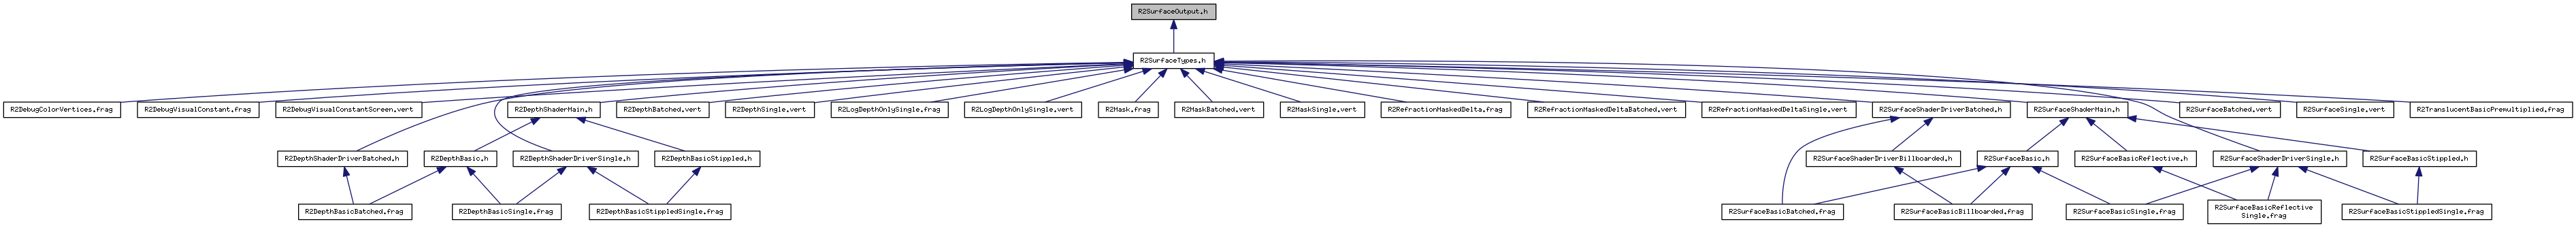 R2SurfaceOutput.h
R2SurfaceTypes.h
R2DebugColorVertices.frag
R2DebugVisualConstant.frag
R2DebugVisualConstantScreen.vert
R2DepthShaderMain.h
R2DepthBatched.vert
R2DepthSingle.vert
R2LogDepthOnlySingle.frag
R2LogDepthOnlySingle.vert
R2Mask.frag
R2MaskBatched.vert
R2MaskSingle.vert
R2RefractionMaskedDelta.frag
R2RefractionMaskedDeltaBatched.vert
R2RefractionMaskedDeltaSingle.vert
R2SurfaceShaderDriverBatched.h
R2SurfaceShaderMain.h
R2SurfaceBatched.vert
R2SurfaceSingle.vert
R2TranslucentBasicPremultiplied.frag
R2DepthShaderDriverBatched.h
R2DepthBasic.h
R2DepthShaderDriverSingle.h
R2DepthBasicStippled.h
R2SurfaceShaderDriverBillboarded.h
R2SurfaceBasic.h
R2SurfaceBasicReflective.h
R2SurfaceShaderDriverSingle.h
R2SurfaceBasicStippled.h
R2DepthBasicBatched.frag
R2DepthBasicSingle.frag
R2DepthBasicStippledSingle.frag
R2SurfaceBasicBatched.frag
R2SurfaceBasicBillboarded.frag
R2SurfaceBasicSingle.frag
R2SurfaceBasicReflective
Single.frag
R2SurfaceBasicStippledSingle.frag